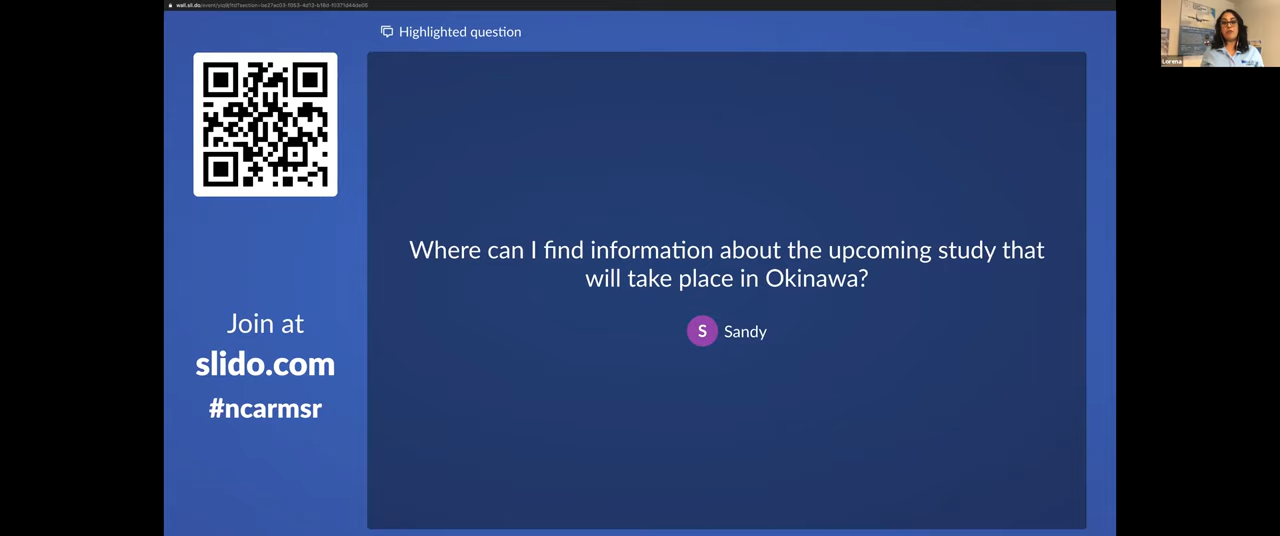 Highlighted question
Where can I find information about the upcoming study that
will take place in Okinawa?
S Sandy
Join at
slido.com
#ncarmsr
Lorena